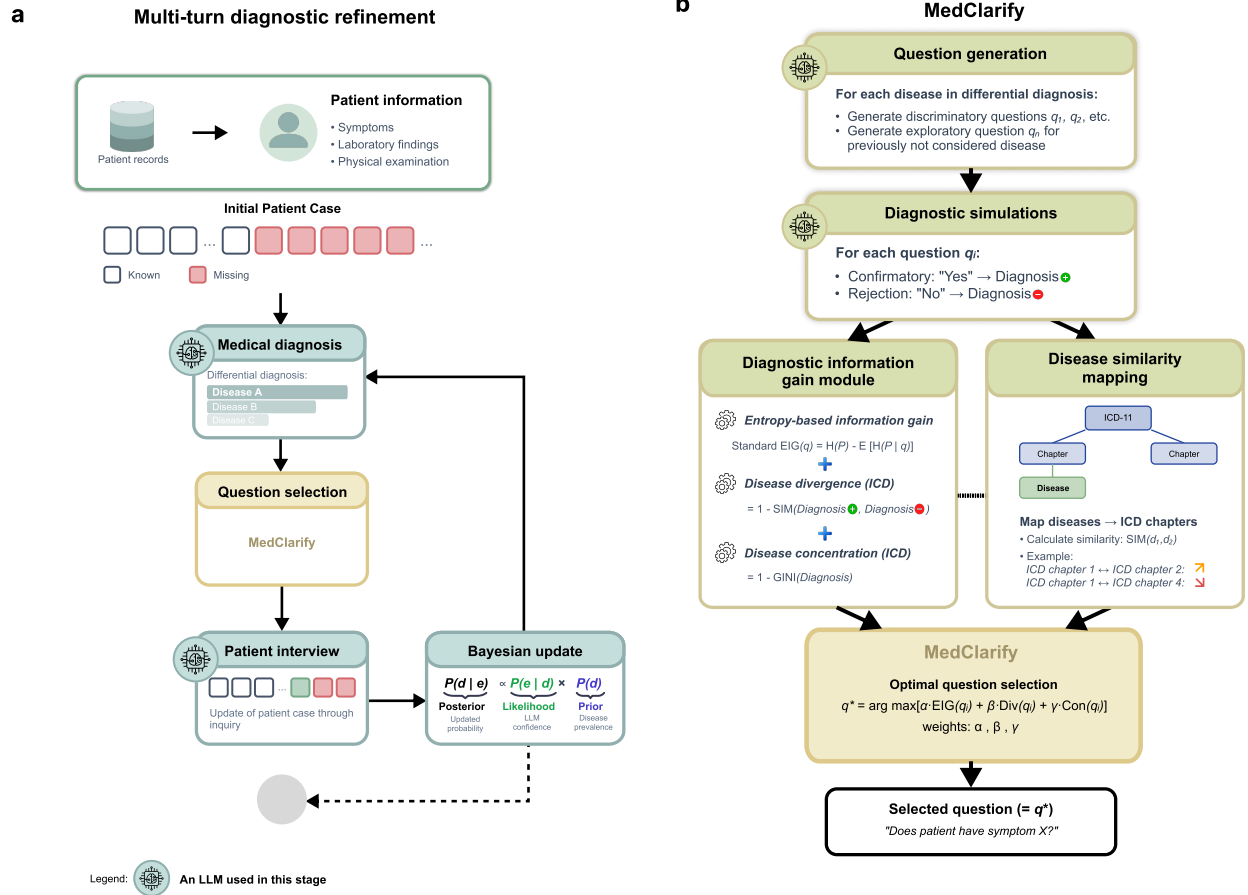 a
Multi-turn diagnostic refinement
Patient records
Patient information
• Symptoms
• Laboratory findings
• Physical examination
Initial Patient Case
... ...
Known
Missing
Medical diagnosis
Differential diagnosis:
Disease A
Disease B
Disease C
Question selection
MedClarify
Patient interview
...
Update of patient case through
inquiry
Bayesian update
P(d | e) ∝ P(e | d) × P(d)
Posterior Likelihood Prior
Updated probability
LLM confidence
Disease prevalence
Legend:
An LLM used in this stage
b
MedClarify
Question generation
For each disease in differential diagnosis:
• Generate discriminatory questions q₁, q₂, etc.
• Generate exploratory question qₙ for
previously not considered disease
Diagnostic simulations
For each question qᵢ:
• Confirmatory: "Yes" → Diagnosis+
• Rejection: "No" → Diagnosis−
Diagnostic information
gain module
Entropy-based information gain
Standard EIG(q) = H(P) - E [H(P | q)]
+
Disease divergence (ICD)
= 1 - SIM(Diagnosis+, Diagnosis−)
+
Disease concentration (ICD)
= 1 - GINI(Diagnosis)
Disease similarity
mapping
ICD-11
Chapter
Chapter
Disease
Map diseases → ICD chapters
• Calculate similarity: SIM(d₁,d₂)
• Example:
ICD chapter 1 ↔ ICD chapter 2: ↗
ICD chapter 1 ↔ ICD chapter 4: ↘
MedClarify
Optimal question selection
q* = arg max[α·EIG(qᵢ) + β·Div(qᵢ) + γ·Con(qᵢ)]
weights: α , β , γ
Selected question (= q*)
"Does patient have symptom X?"